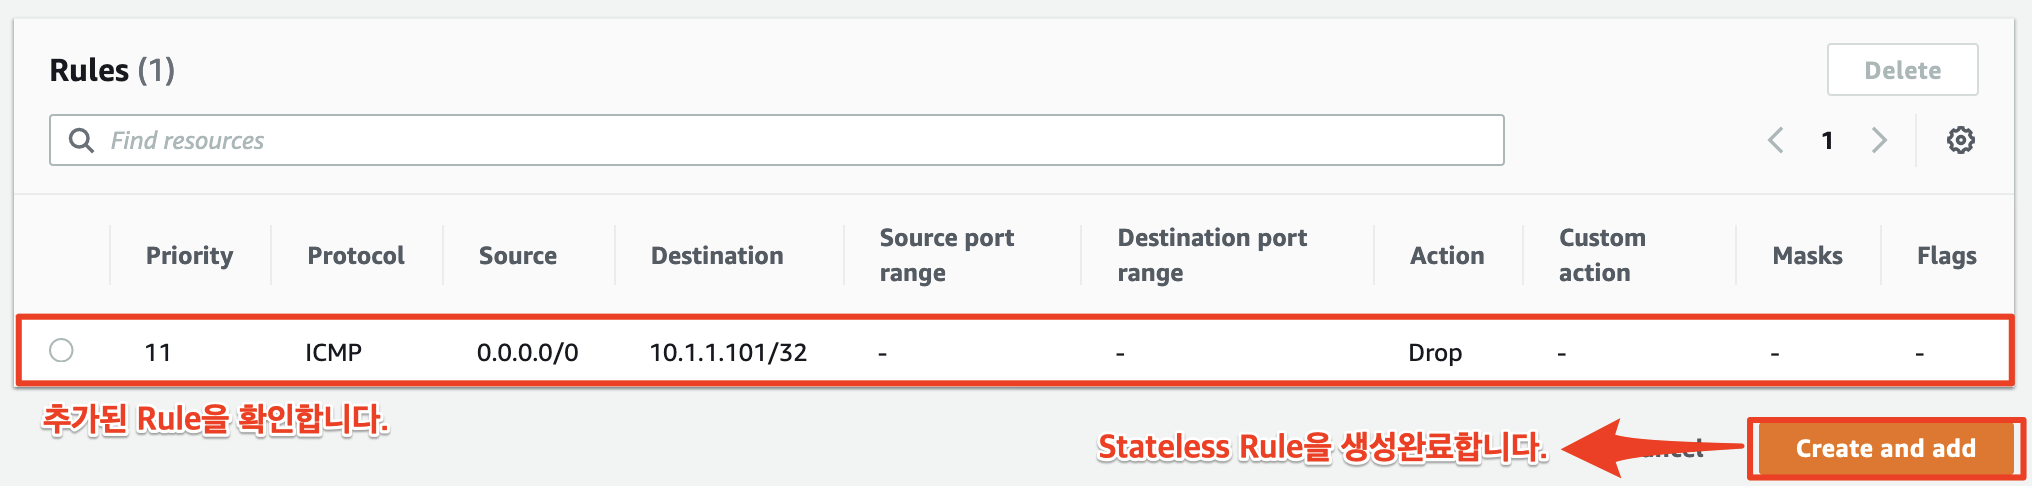 Rules (1)
Delete
Find resources
1
Priority Protocol Source Destination Source port range Destination port range Action Custom action Masks Flags
11 ICMP 0.0.0.0/0 10.1.1.101/32 - - Drop - - -
추가된 Rule을 확인합니다.
Stateless Rule을 생성완료합니다.
Create and add